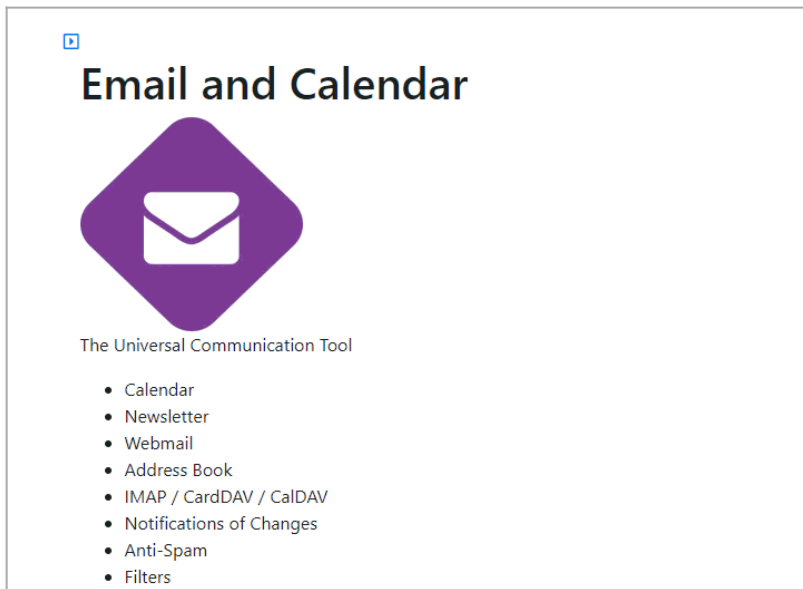 Email and Calendar
The Universal Communication Tool
Calendar
Newsletter
Webmail
Address Book
IMAP / CardDAV / CalDAV
Notifications of Changes
Anti-Spam
Filters